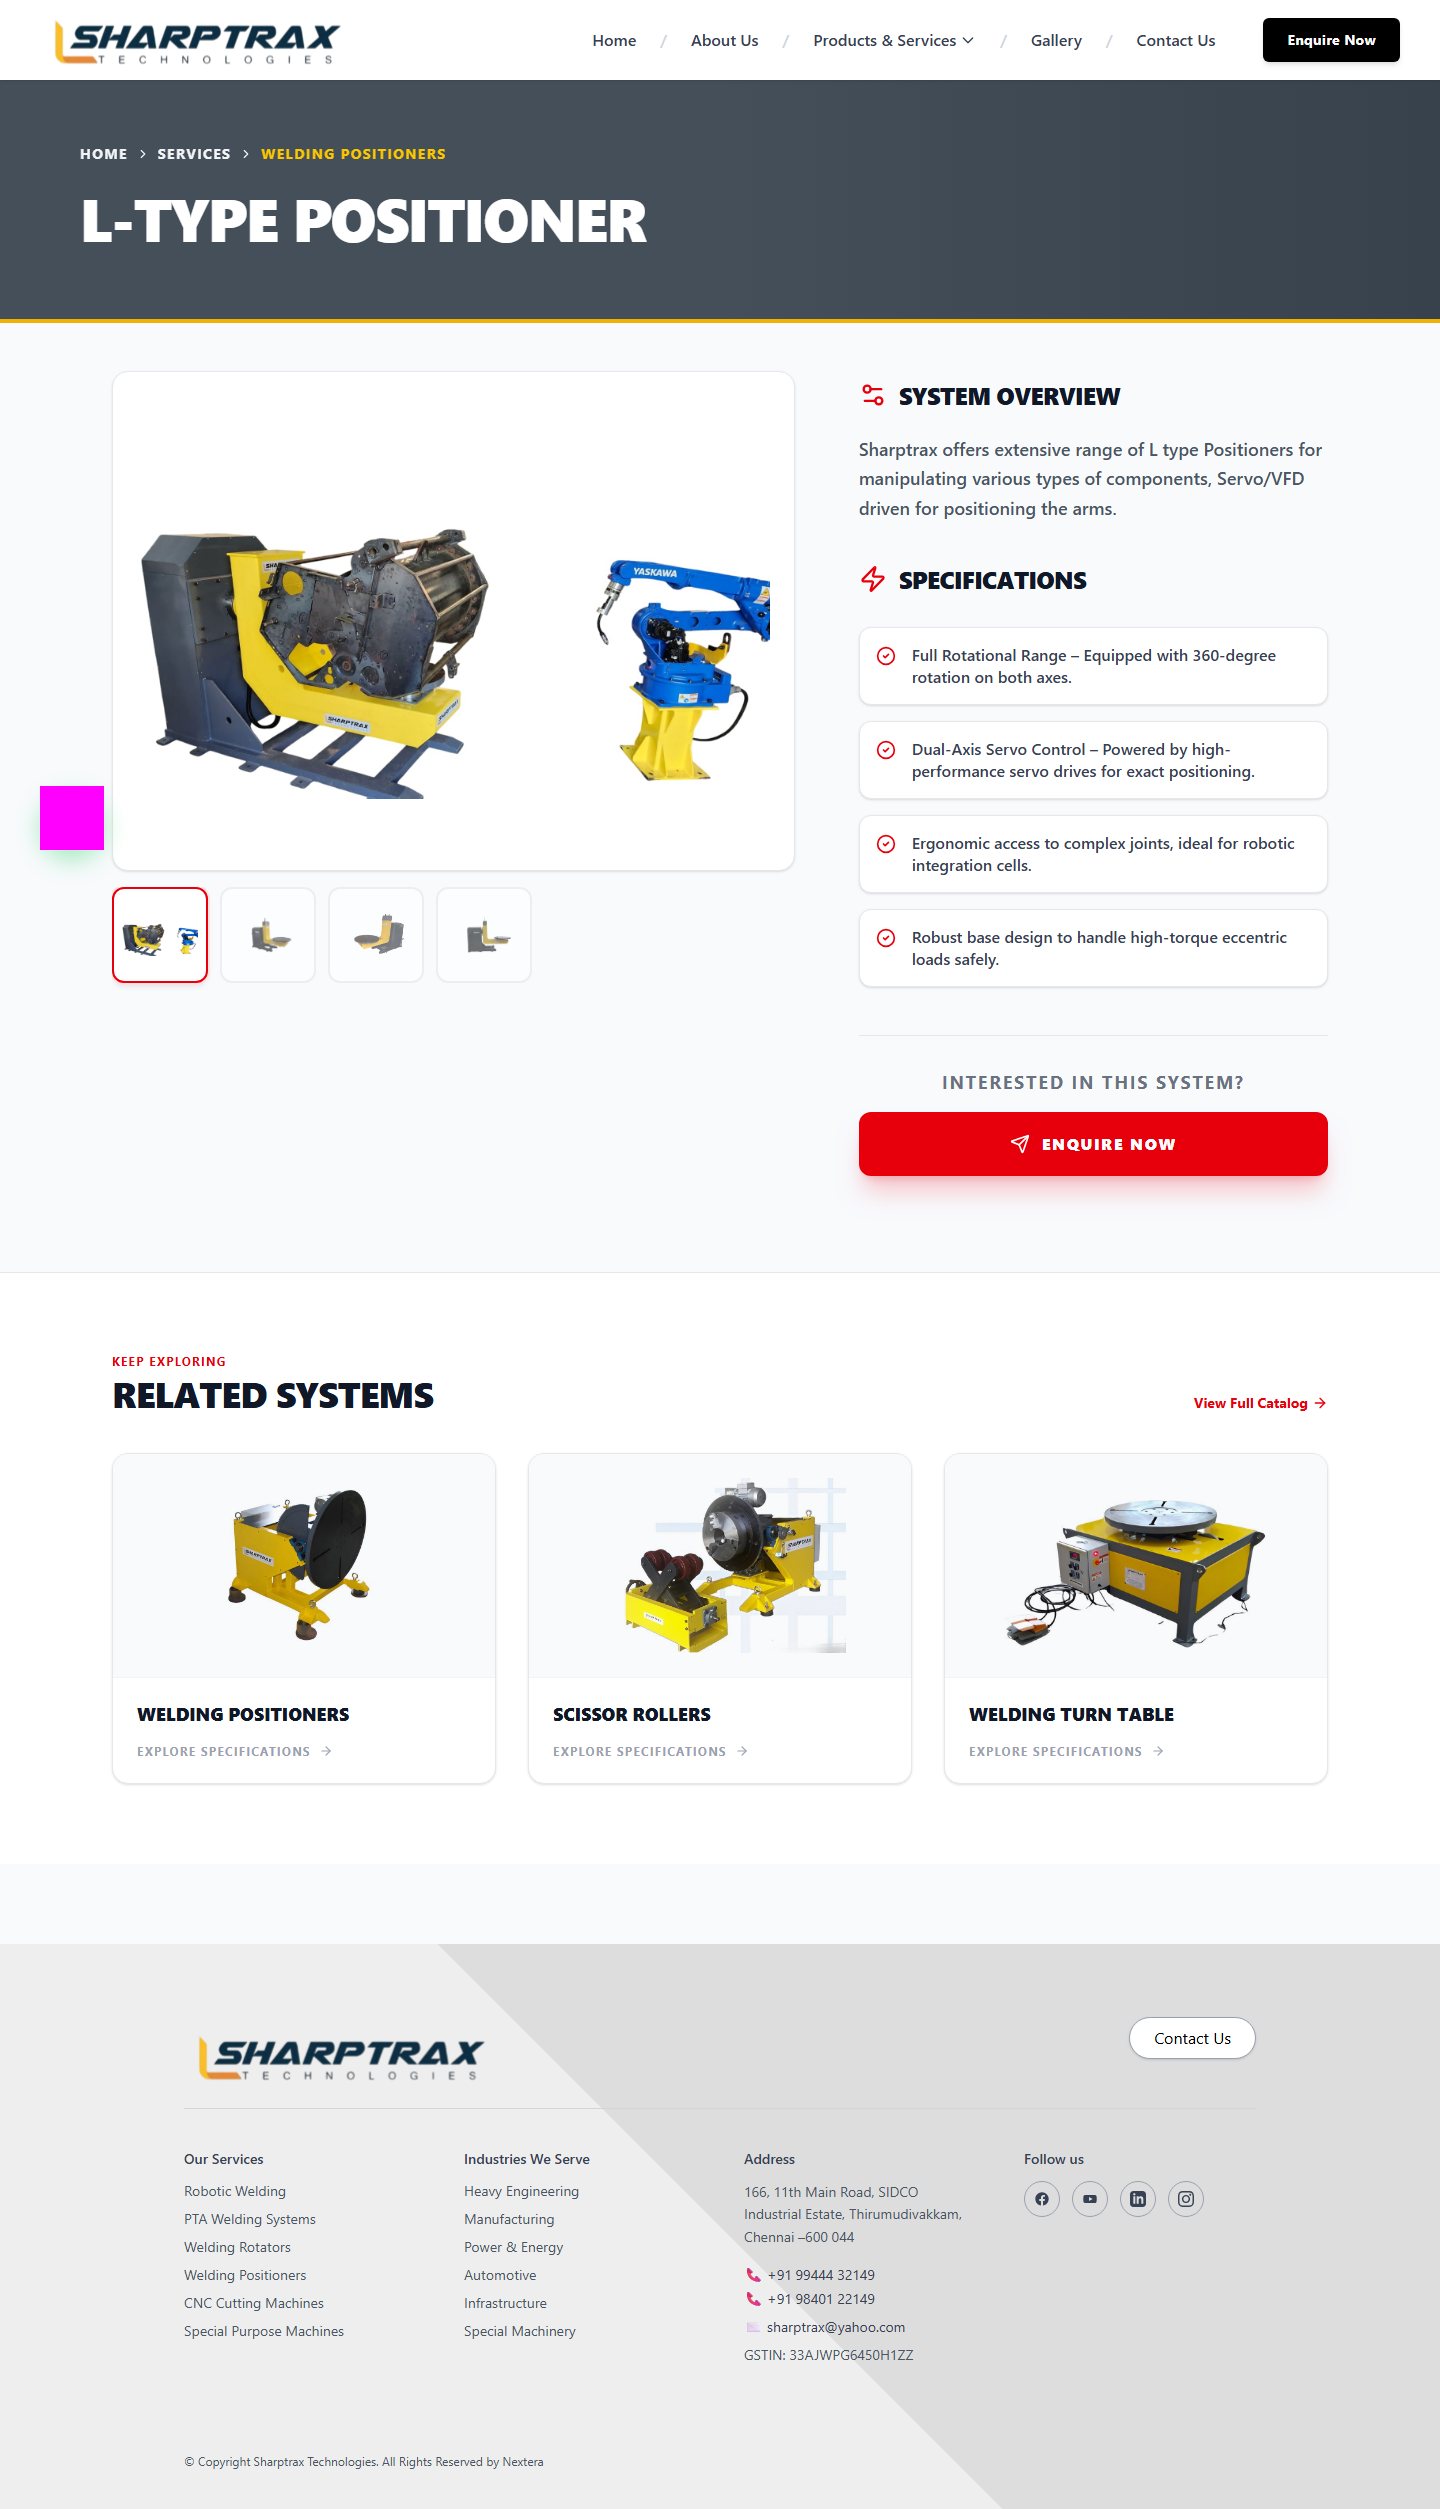 SHARPTRAX
TECHNOLOGIES
Home / About Us / Products & Services / Gallery / Contact Us
Enquire Now
HOME > SERVICES > WELDING POSITIONERS
L-TYPE POSITIONER
SYSTEM OVERVIEW
Sharptrax offers extensive range of L type Positioners for
manipulating various types of components, Servo/VFD
driven for positioning the arms.
YASKAWA
SHARPTRAX
SPECIFICATIONS
Full Rotational Range – Equipped with 360-degree
rotation on both axes.
Dual-Axis Servo Control – Powered by high-
performance servo drives for exact positioning.
Ergonomic access to complex joints, ideal for robotic
integration cells.
Robust base design to handle high-torque eccentric
loads safely.
INTERESTED IN THIS SYSTEM?
ENQUIRE NOW
KEEP EXPLORING
RELATED SYSTEMS
View Full Catalog
SHARPTRAX
WELDING POSITIONERS
EXPLORE SPECIFICATIONS
SCISSOR ROLLERS
EXPLORE SPECIFICATIONS
WELDING TURN TABLE
EXPLORE SPECIFICATIONS
SHARPTRAX
TECHNOLOGIES
Contact Us
Our Services
Robotic Welding
PTA Welding Systems
Welding Rotators
Welding Positioners
CNC Cutting Machines
Special Purpose Machines
Industries We Serve
Heavy Engineering
Manufacturing
Power & Energy
Automotive
Infrastructure
Special Machinery
Address
166, 11th Main Road, SIDCO
Industrial Estate, Thirumudivakkam,
Chennai –600 044
+91 99444 32149
+91 98401 22149
sharptrax@yahoo.com
GSTIN: 33AJWPG6450H1ZZ
Follow us
© Copyright Sharptrax Technologies. All Rights Reserved by Nextera